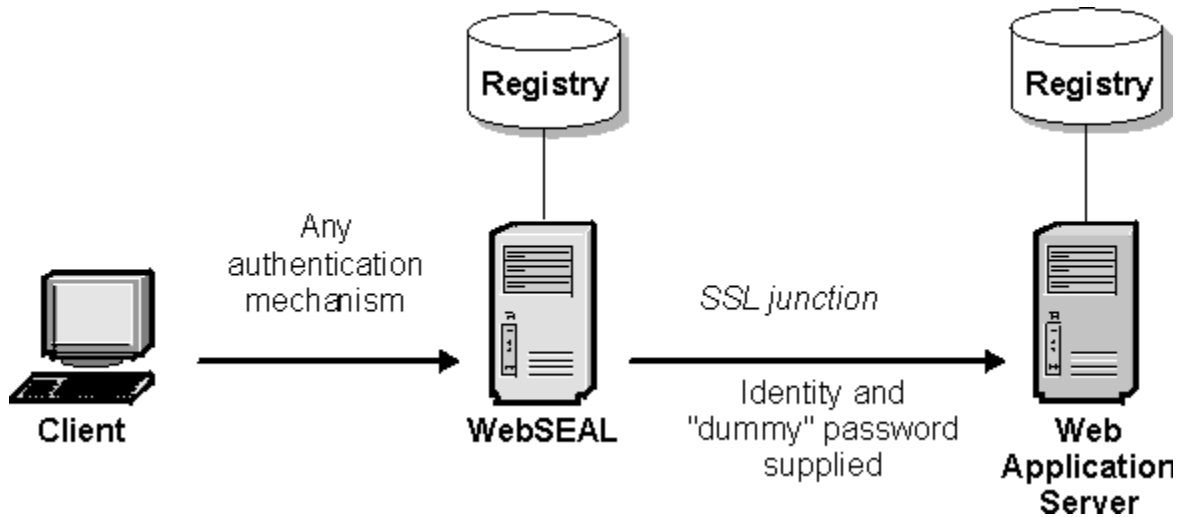 Registry
Registry
Any
authentication
mechanism
SSL junction
Identity and
"dummy" password
supplied
Client
WebSEAL
Web
Application
Server